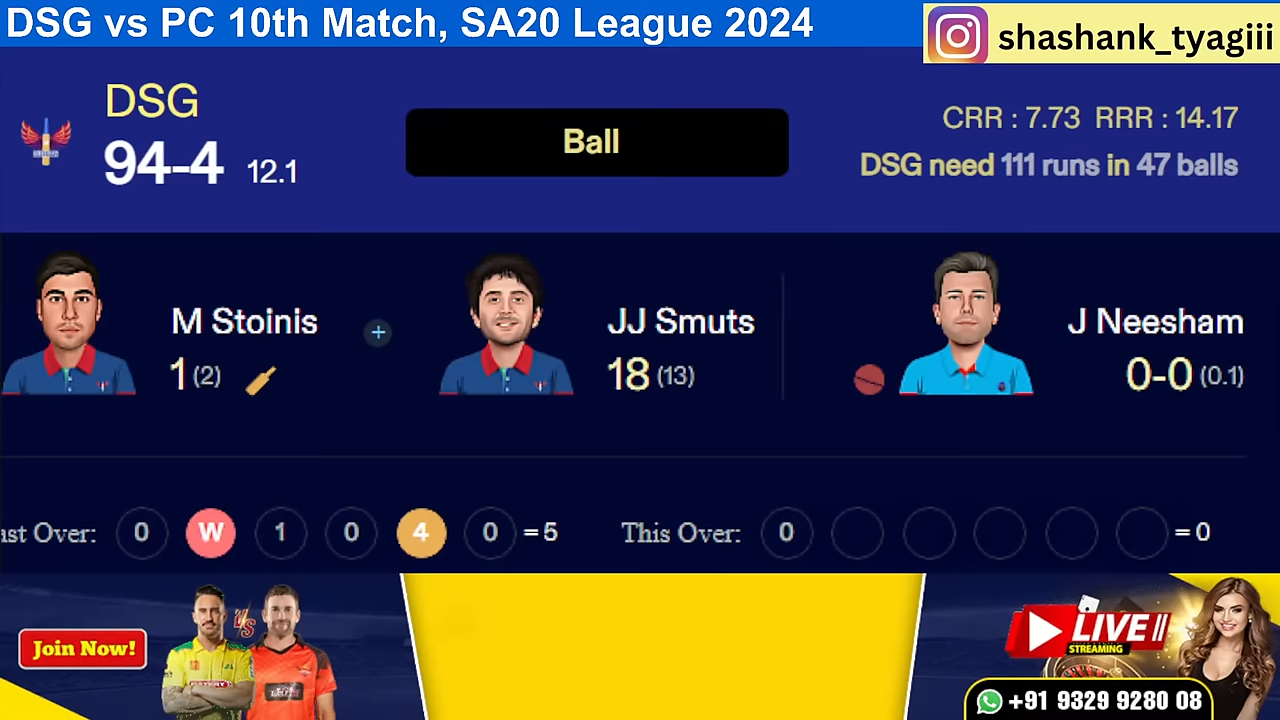 DSG vs PC 10th Match, SA20 League 2024
shashank_tyagiii
DSG
94-4 12.1
Ball
CRR : 7.73 RRR : 14.17
DSG need 111 runs in 47 balls
M Stoinis
1 (2)
JJ Smuts
18 (13)
J Neesham
0-0 (0.1)
ast Over: 0 W 1 0 4 0 = 5
This Over: 0 = 0
Join Now!
VS
LIVE
STREAMING
+91 9329 9280 08